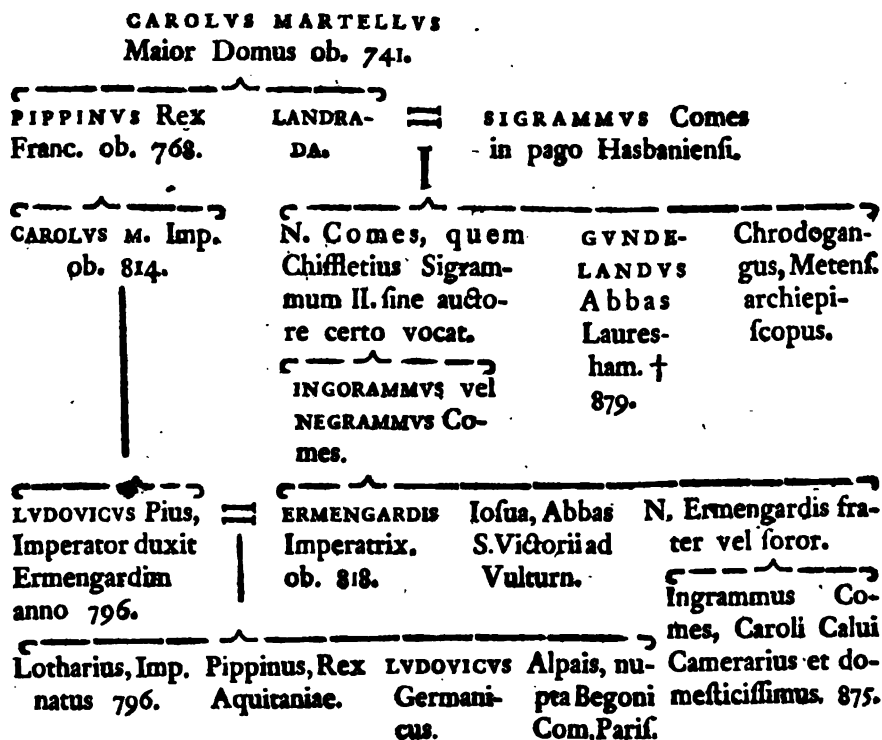 CAROLVS MARTELLVS
Maior Domus ob. 741.
PIPPINVS Rex
Franc. ob. 768.
LANDRA-
DA.
SIGRAMMVS Comes
in pago Hasbanienſi.
CAROLVS M. Imp.
ob. 814.
N. Comes, quem
Chiffletius Sigram-
mum II. ſine aucto-
re certo vocat.
GVNDE-
LANDVS
Abbas
Laures-
ham. †
879.
Chrodogan-
gus, Metenſ.
archiepi-
ſcopus.
INGORAMMVS vel
NEGRAMMVS Co-
mes.
LVDOVICVS Pius,
Imperator duxit
Ermengardim
anno 796.
ERMENGARDIS
Imperatrix.
ob. 818.
Ioſua, Abbas
S. Victorii ad
Vulturn.
N. Ermengardis fra-
ter vel ſoror.
Ingrammus Co-
mes, Caroli Calui
Camerarius et do-
meſticiſſimus. 875.
Lotharius, Imp.
natus 796.
Pippinus, Rex
Aquitaniae.
LVDOVICVS
Germani-
cus.
Alpais, nu-
pta Begoni
Com. Pariſ.